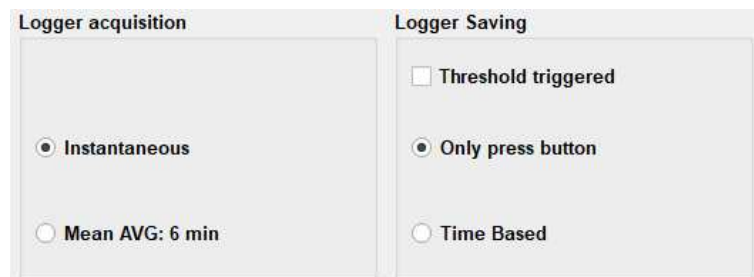 Logger acquisition
Instantaneous
Mean AVG: 6 min
Logger Saving
Threshold triggered
Only press button
Time Based